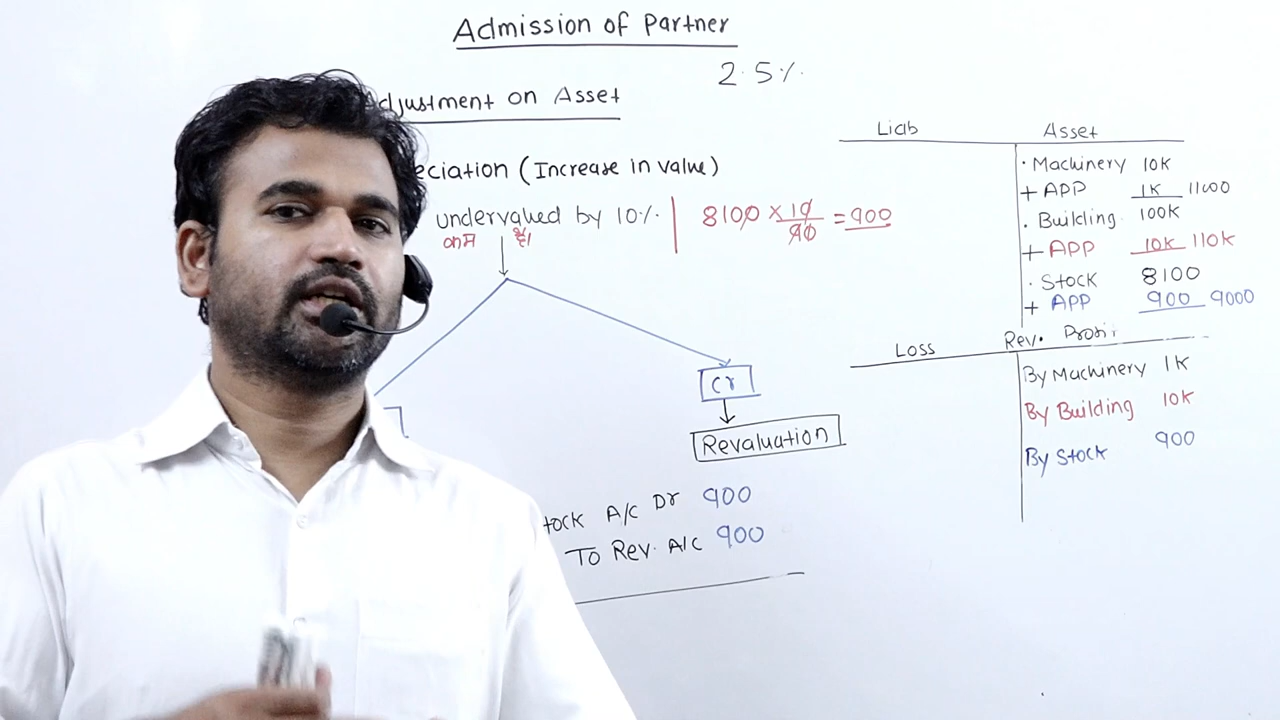 Admission of Partner
2.5%.
Adjustment on Asset
eciation (Increase in value)
undervalued by 10%. | 8100 × 10/90 = 900
कम है।
Cr
Revaluation
tock A/c Dr 900
To Rev. A/c 900
Liab Asset
· Machinery 10K
+ APP 1K 11000
· Building 100K
+ APP 10K 110K
· Stock 8100
+ APP 900 9000
Rev.
Loss Profit
By Machinery 1K
By Building 10K
By Stock 900